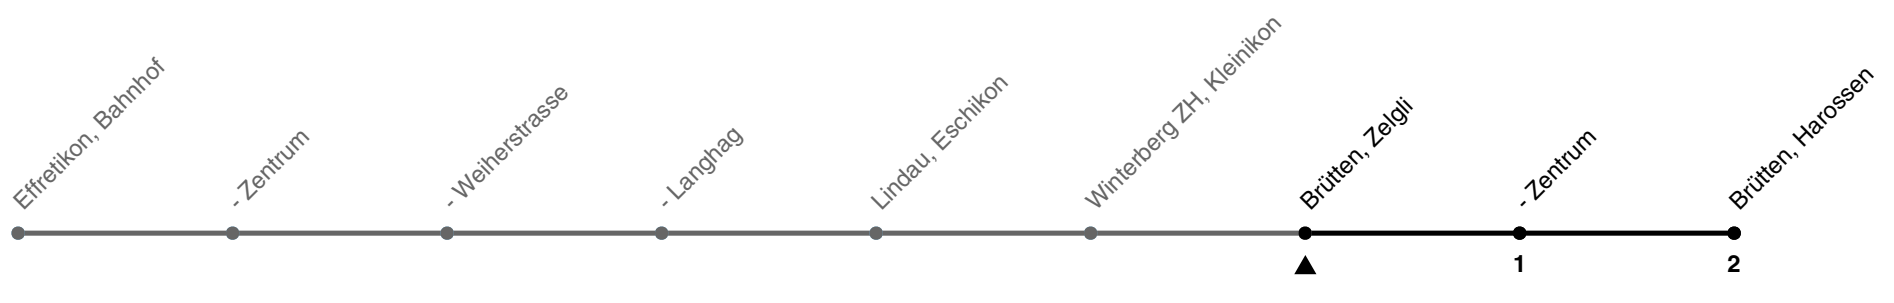 Effretikon, Bahnhof
- Zentrum
- Weiherstrasse
- Langhag
Lindau, Eschikon
Winterberg ZH, Kleinikon
Brütten, Zelgli
- Zentrum
Brütten, Harossen
1
2